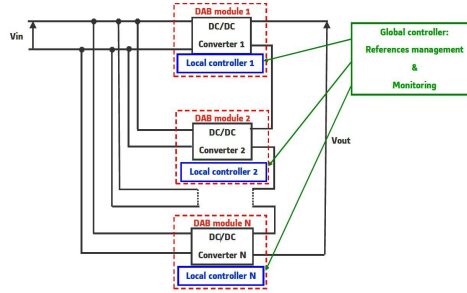 DAB module 1
DC/DC
Converter 1
Local controller 1
Vin
Global controller:
References management
&
Monitoring
DAB module 2
DC/DC
Converter 2
Local controller 2
Vout
DAB module N
DC/DC
Converter N
Local controller N